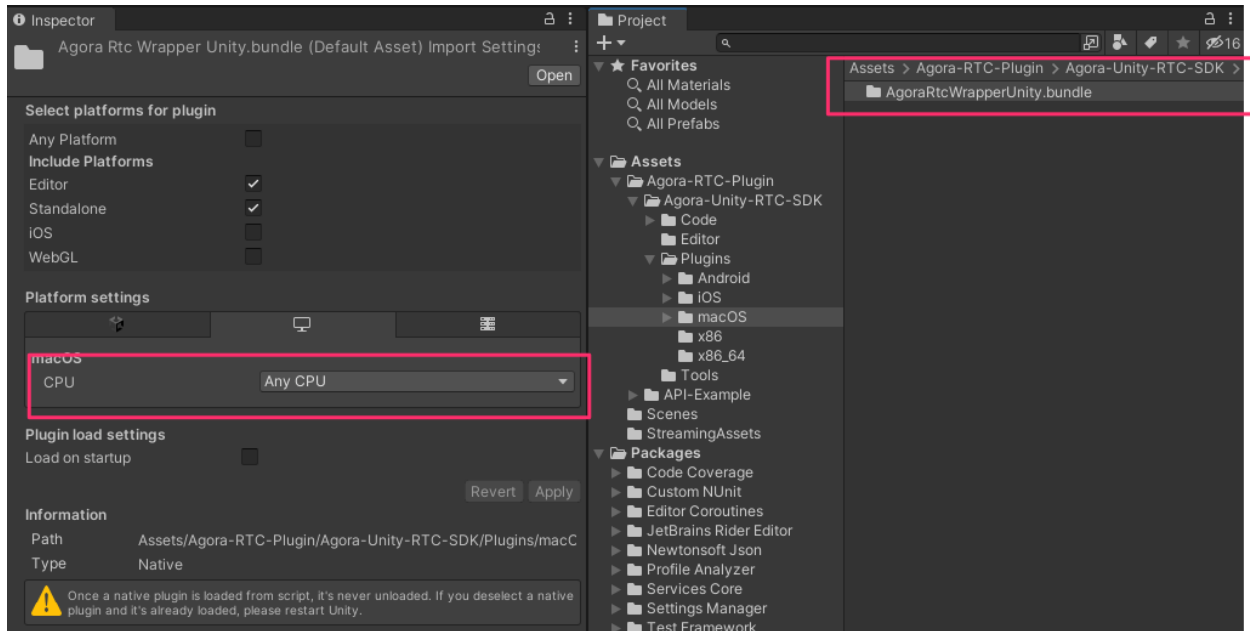 Inspector
Agora Rtc Wrapper Unity.bundle (Default Asset) Import Settings
Open
Select platforms for plugin
Any Platform
Include Platforms
Editor
Standalone
iOS
WebGL
Platform settings
macOS
CPU
Any CPU
Plugin load settings
Load on startup
Revert Apply
Information
Path Assets/Agora-RTC-Plugin/Agora-Unity-RTC-SDK/Plugins/macO
Type Native
Once a native plugin is loaded from script, it's never unloaded. If you deselect a native
plugin and it's already loaded, please restart Unity.
Project
16
Favorites
All Materials
All Models
All Prefabs
Assets
Agora-RTC-Plugin
Agora-Unity-RTC-SDK
Code
Editor
Plugins
Android
iOS
macOS
x86
x86_64
Tools
API-Example
Scenes
StreamingAssets
Packages
Code Coverage
Custom NUnit
Editor Coroutines
JetBrains Rider Editor
Newtonsoft Json
Profile Analyzer
Services Core
Settings Manager
Test Framework
Assets > Agora-RTC-Plugin > Agora-Unity-RTC-SDK >
AgoraRtcWrapperUnity.bundle